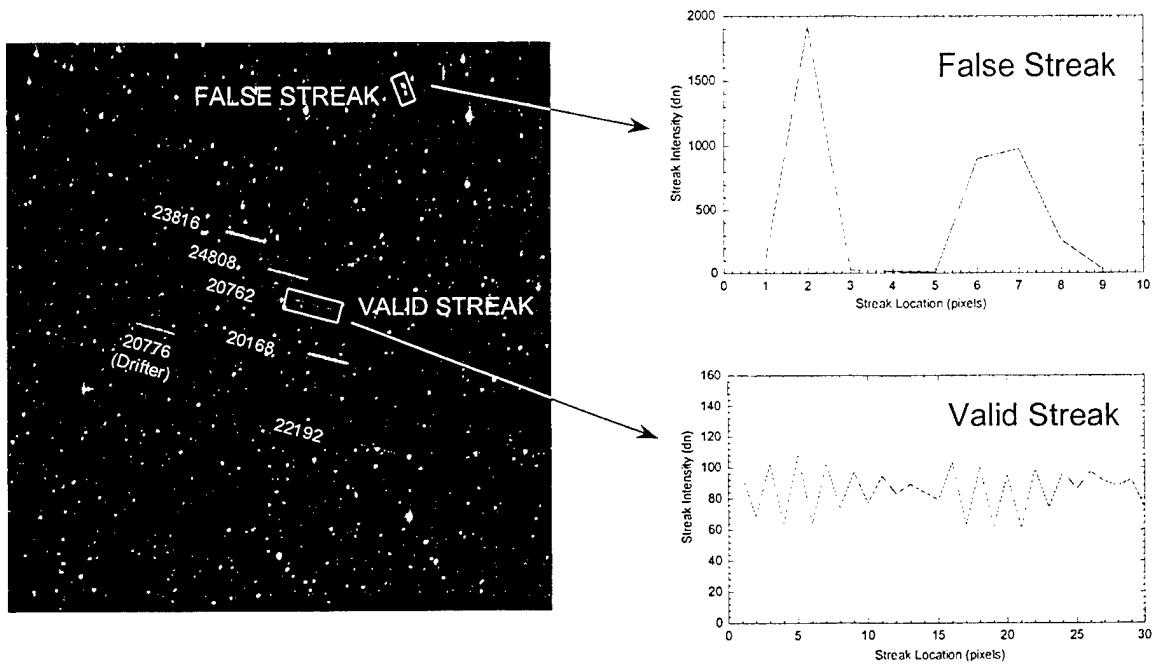 FALSE STREAK
23816
24808
20762
VALID STREAK
20168
20776
(Drifter)
22192
False Streak
Streak Intensity (dn)
2000
1500
1000
500
0
0 1 2 3 4 5 6 7 8 9 10
Streak Location (pixels)
Valid Streak
Streak Intensity (dn)
160
140
120
100
80
60
40
20
0
0 5 10 15 20 25 30
Streak Location (pixels)